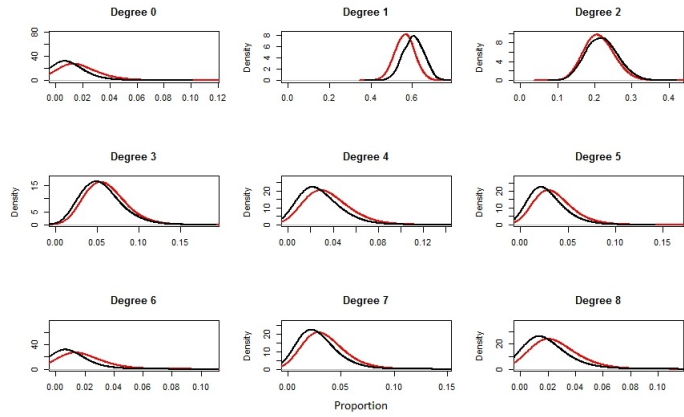 Degree 0
Degree 1
Degree 2
Density
0 40 80
0.00 0.02 0.04 0.06 0.08 0.10 0.12
Density
0 2 4 6 8
0.0 0.2 0.4 0.6
Density
0 2 4 6 8
0.0 0.1 0.2 0.3 0.4
Degree 3
Degree 4
Degree 5
Density
0 5 15
0.00 0.05 0.10 0.15
Density
0 10 20
0.00 0.04 0.08 0.12
Density
0 10 20
0.00 0.05 0.10 0.15
Degree 6
Degree 7
Degree 8
Density
0 40
0.00 0.02 0.04 0.06 0.08 0.10
Density
0 10 20
0.00 0.05 0.10 0.15
Density
0 20
0.00 0.02 0.04 0.06 0.08 0.10
Proportion